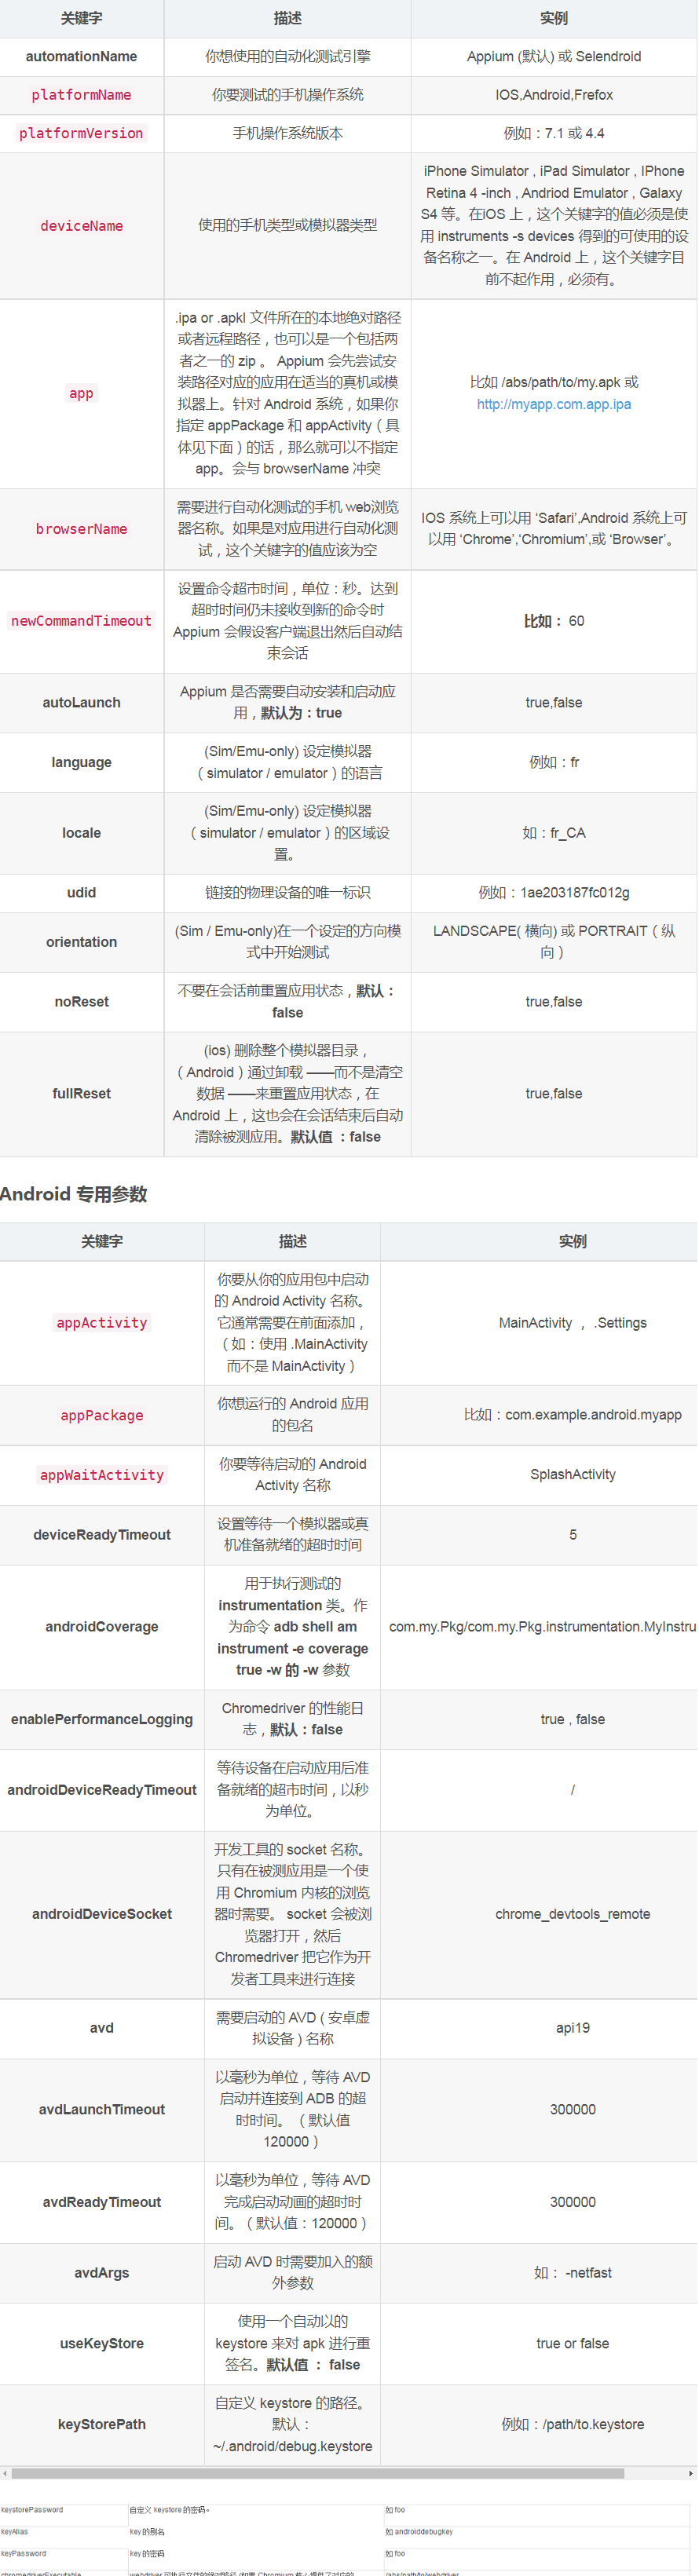 关键字 描述 实例
automationName 你想使用的自动化测试引擎 Appium (默认) 或 Selendroid
platformName 你要测试的手机操作系统 IOS,Android,Frefox
platformVersion 手机操作系统版本 例如：7.1 或 4.4
deviceName 使用的手机类型或模拟器类型
iPhone Simulator , iPad Simulator , IPhone
Retina 4 -inch , Andriod Emulator , Galaxy
S4 等。在iOS 上，这个关键字的值必须是使
用 instruments -s devices 得到的可使用的设
备名称之一。在 Android 上，这个关键字目
前不起作用，必须有。
app
.ipa or .apkl 文件所在的本地绝对路径
或者远程路径，也可以是一个包括两
者之一的 zip 。 Appium 会先尝试安
装路径对应的应用在适当的真机或模
拟器上。针对 Android 系统，如果你
指定 appPackage 和 appActivity（具
体见下面）的话，那么就可以不指定
app。会与 browserName 冲突
比如 /abs/path/to/my.apk 或
http://myapp.com.app.ipa
browserName
需要进行自动化测试的手机 web浏览
器名称。如果是对应用进行自动化测
试，这个关键字的值应该为空
IOS 系统上可以用 ‘Safari’,Android 系统上可
以用 ‘Chrome’,‘Chromium’,或 ‘Browser’。
newCommandTimeout
设置命令超市时间，单位：秒。达到
超时时间仍未接收到新的命令时
Appium 会假设客户端退出然后自动结
束会话
比如： 60
autoLaunch
Appium 是否需要自动安装和启动应
用，默认为：true
true,false
language
(Sim/Emu-only) 设定模拟器
（ simulator / emulator ）的语言
例如：fr
locale
(Sim/Emu-only) 设定模拟器
（ simulator / emulator ）的区域设
置。
如：fr_CA
udid 链接的物理设备的唯一标识 例如：1ae203187fc012g
orientation
(Sim / Emu-only)在一个设定的方向模
式中开始测试
LANDSCAPE( 横向) 或 PORTRAIT（ 纵
向 ）
noReset
不要在会话前重置应用状态，默认：
false
true,false
fullReset
(ios) 删除整个模拟器目录，
（ Android ）通过卸载 ——而不是清空
数据 ——来重置应用状态，在
Android 上，这也会在会话结束后自动
清除被测应用。默认值 ：false
true,false
Android 专用参数
关键字 描述 实例
appActivity
你要从你的应用包中启动
的 Android Activity 名称。
它通常需要在前面添加，
（ 如：使用 .MainActivity
而不是 MainActivity ）
MainActivity ， .Settings
appPackage
你想运行的 Android 应用
的包名
比如：com.example.android.myapp
appWaitActivity
你要等待启动的 Android
Activity 名称
SplashActivity
deviceReadyTimeout
设置等待一个模拟器或真
机准备就绪的超时时间
5
androidCoverage
用于执行测试的
instrumentation 类。作
为命令 adb shell am
instrument -e coverage
true -w 的 -w 参数
com.my.Pkg/com.my.Pkg.instrumentation.MyInstru
enablePerformanceLogging
Chromedriver 的性能日
志，默认：false
true , false
androidDeviceReadyTimeout
等待设备在启动应用后准
备就绪的超市时间，以秒
为单位。
/
androidDeviceSocket
开发工具的 socket 名称。
只有在被测应用是一个使
用 Chromium 内核的浏览
器时需要。 socket 会被浏
览器打开，然后
Chromedriver 把它作为开
发者工具来进行连接
chrome_devtools_remote
avd
需要启动的 AVD ( 安卓虚
拟设备 ) 名称
api19
avdLaunchTimeout
以毫秒为单位，等待 AVD
启动并连接到 ADB 的超
时时间。（ 默认值
120000 ）
300000
avdReadyTimeout
以毫秒为单位，等待 AVD
完成启动动画的超时时
间。（ 默认值：120000 ）
300000
avdArgs
启动 AVD 时需要加入的额
外参数
如： -netfast
useKeyStore
使用一个自动以的
keystore 来对 apk 进行重
签名。默认值 ： false
true or false
keyStorePath
自定义 keystore 的路径。
默认：
~/.android/debug.keystore
例如：/path/to.keystore
keystorePassword 自定义 keystore 的密码。 如 foo
keyAlias key 的别名 如 androiddebugkey
keyPassword key 的密码 如 foo